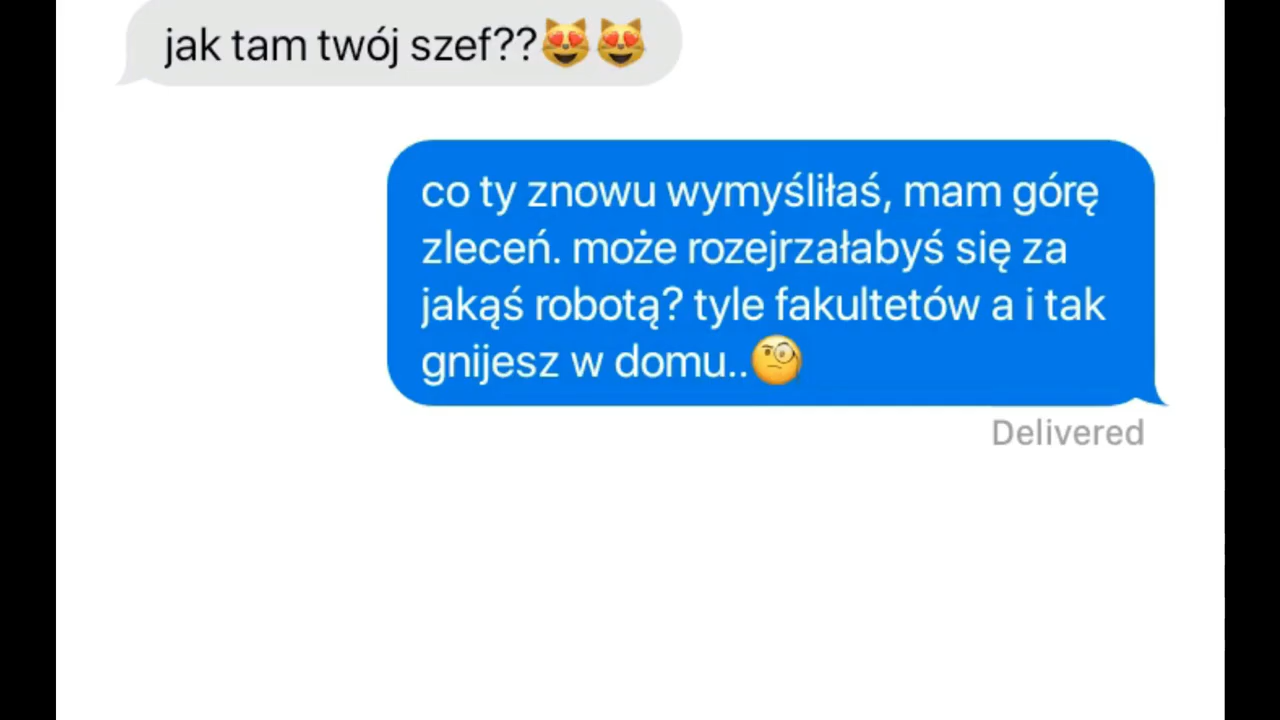 jak tam twój szef??😻😻
co ty znowu wymyśliłaś, mam górę
zleceń. może rozejrzałabyś się za
jakąś robotą? tyle fakultetów a i tak
gnijesz w domu..🧐
Delivered